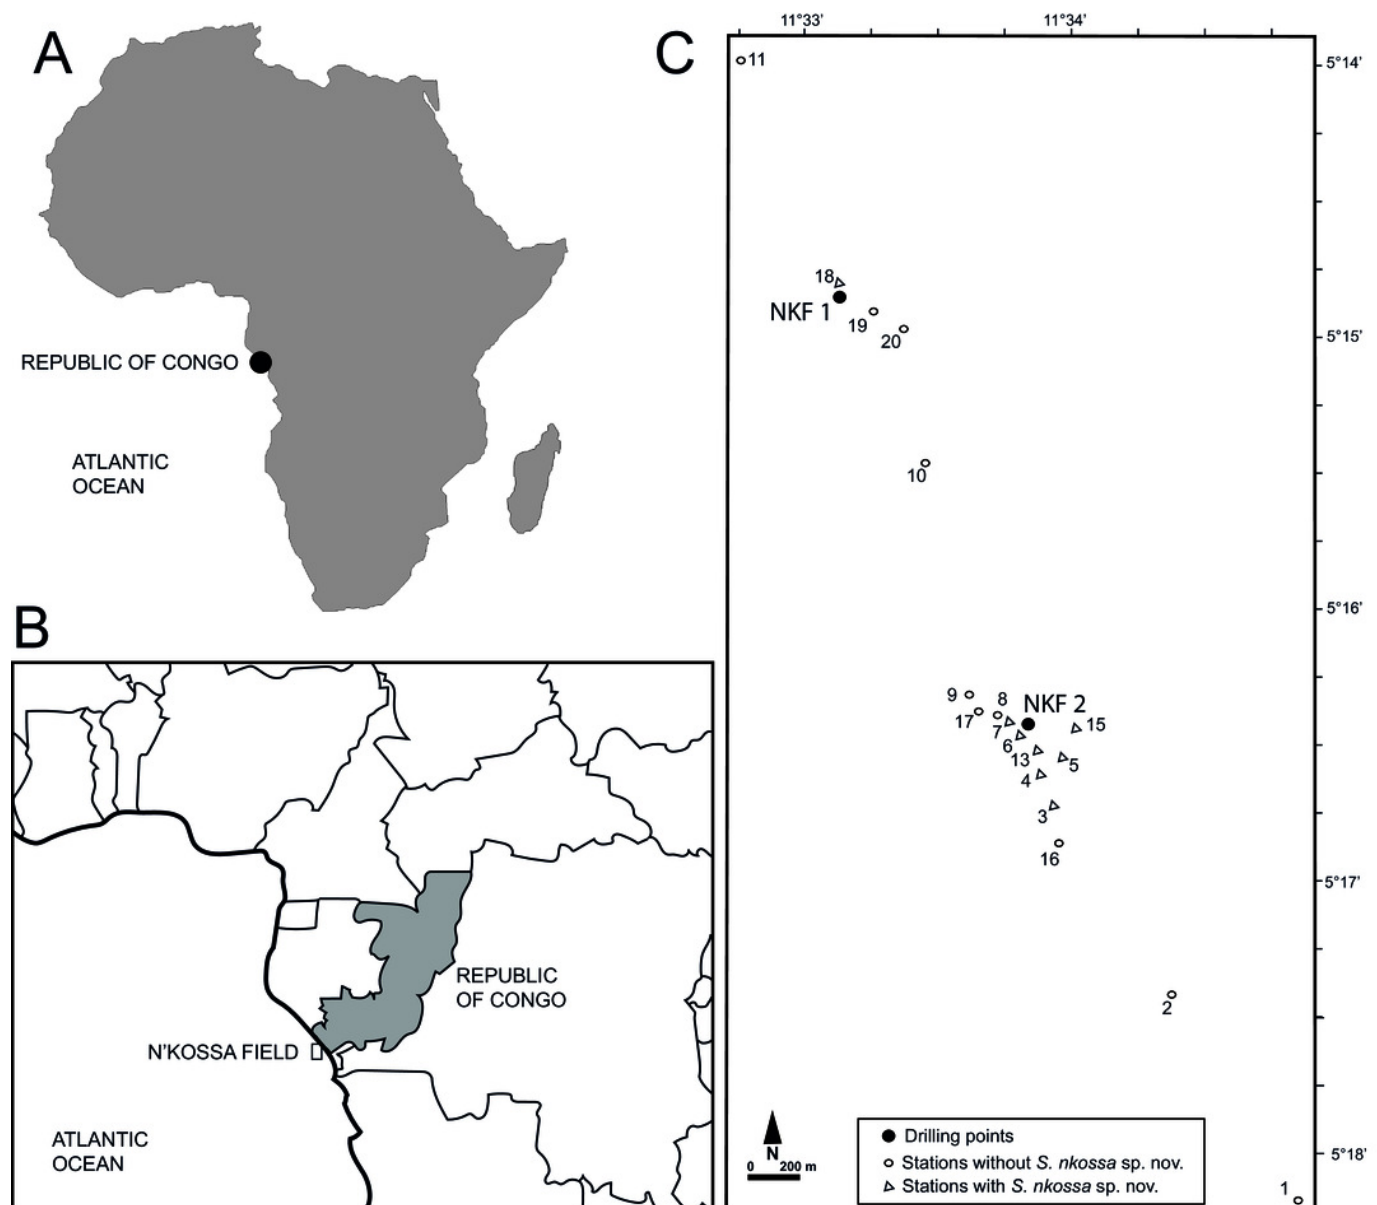 A
REPUBLIC OF CONGO
ATLANTIC
OCEAN
B
REPUBLIC
OF CONGO
N'KOSSA FIELD
ATLANTIC
OCEAN
C
11°33'
11°34'
11
5°14'
18
NKF 1
19
20
5°15'
10
5°16'
9
8
NKF 2
17
7
15
6
13
5
4
3
16
5°17'
2
N
0 200 m
Drilling points
Stations without S. nkossa sp. nov.
Stations with S. nkossa sp. nov.
5°18'
1